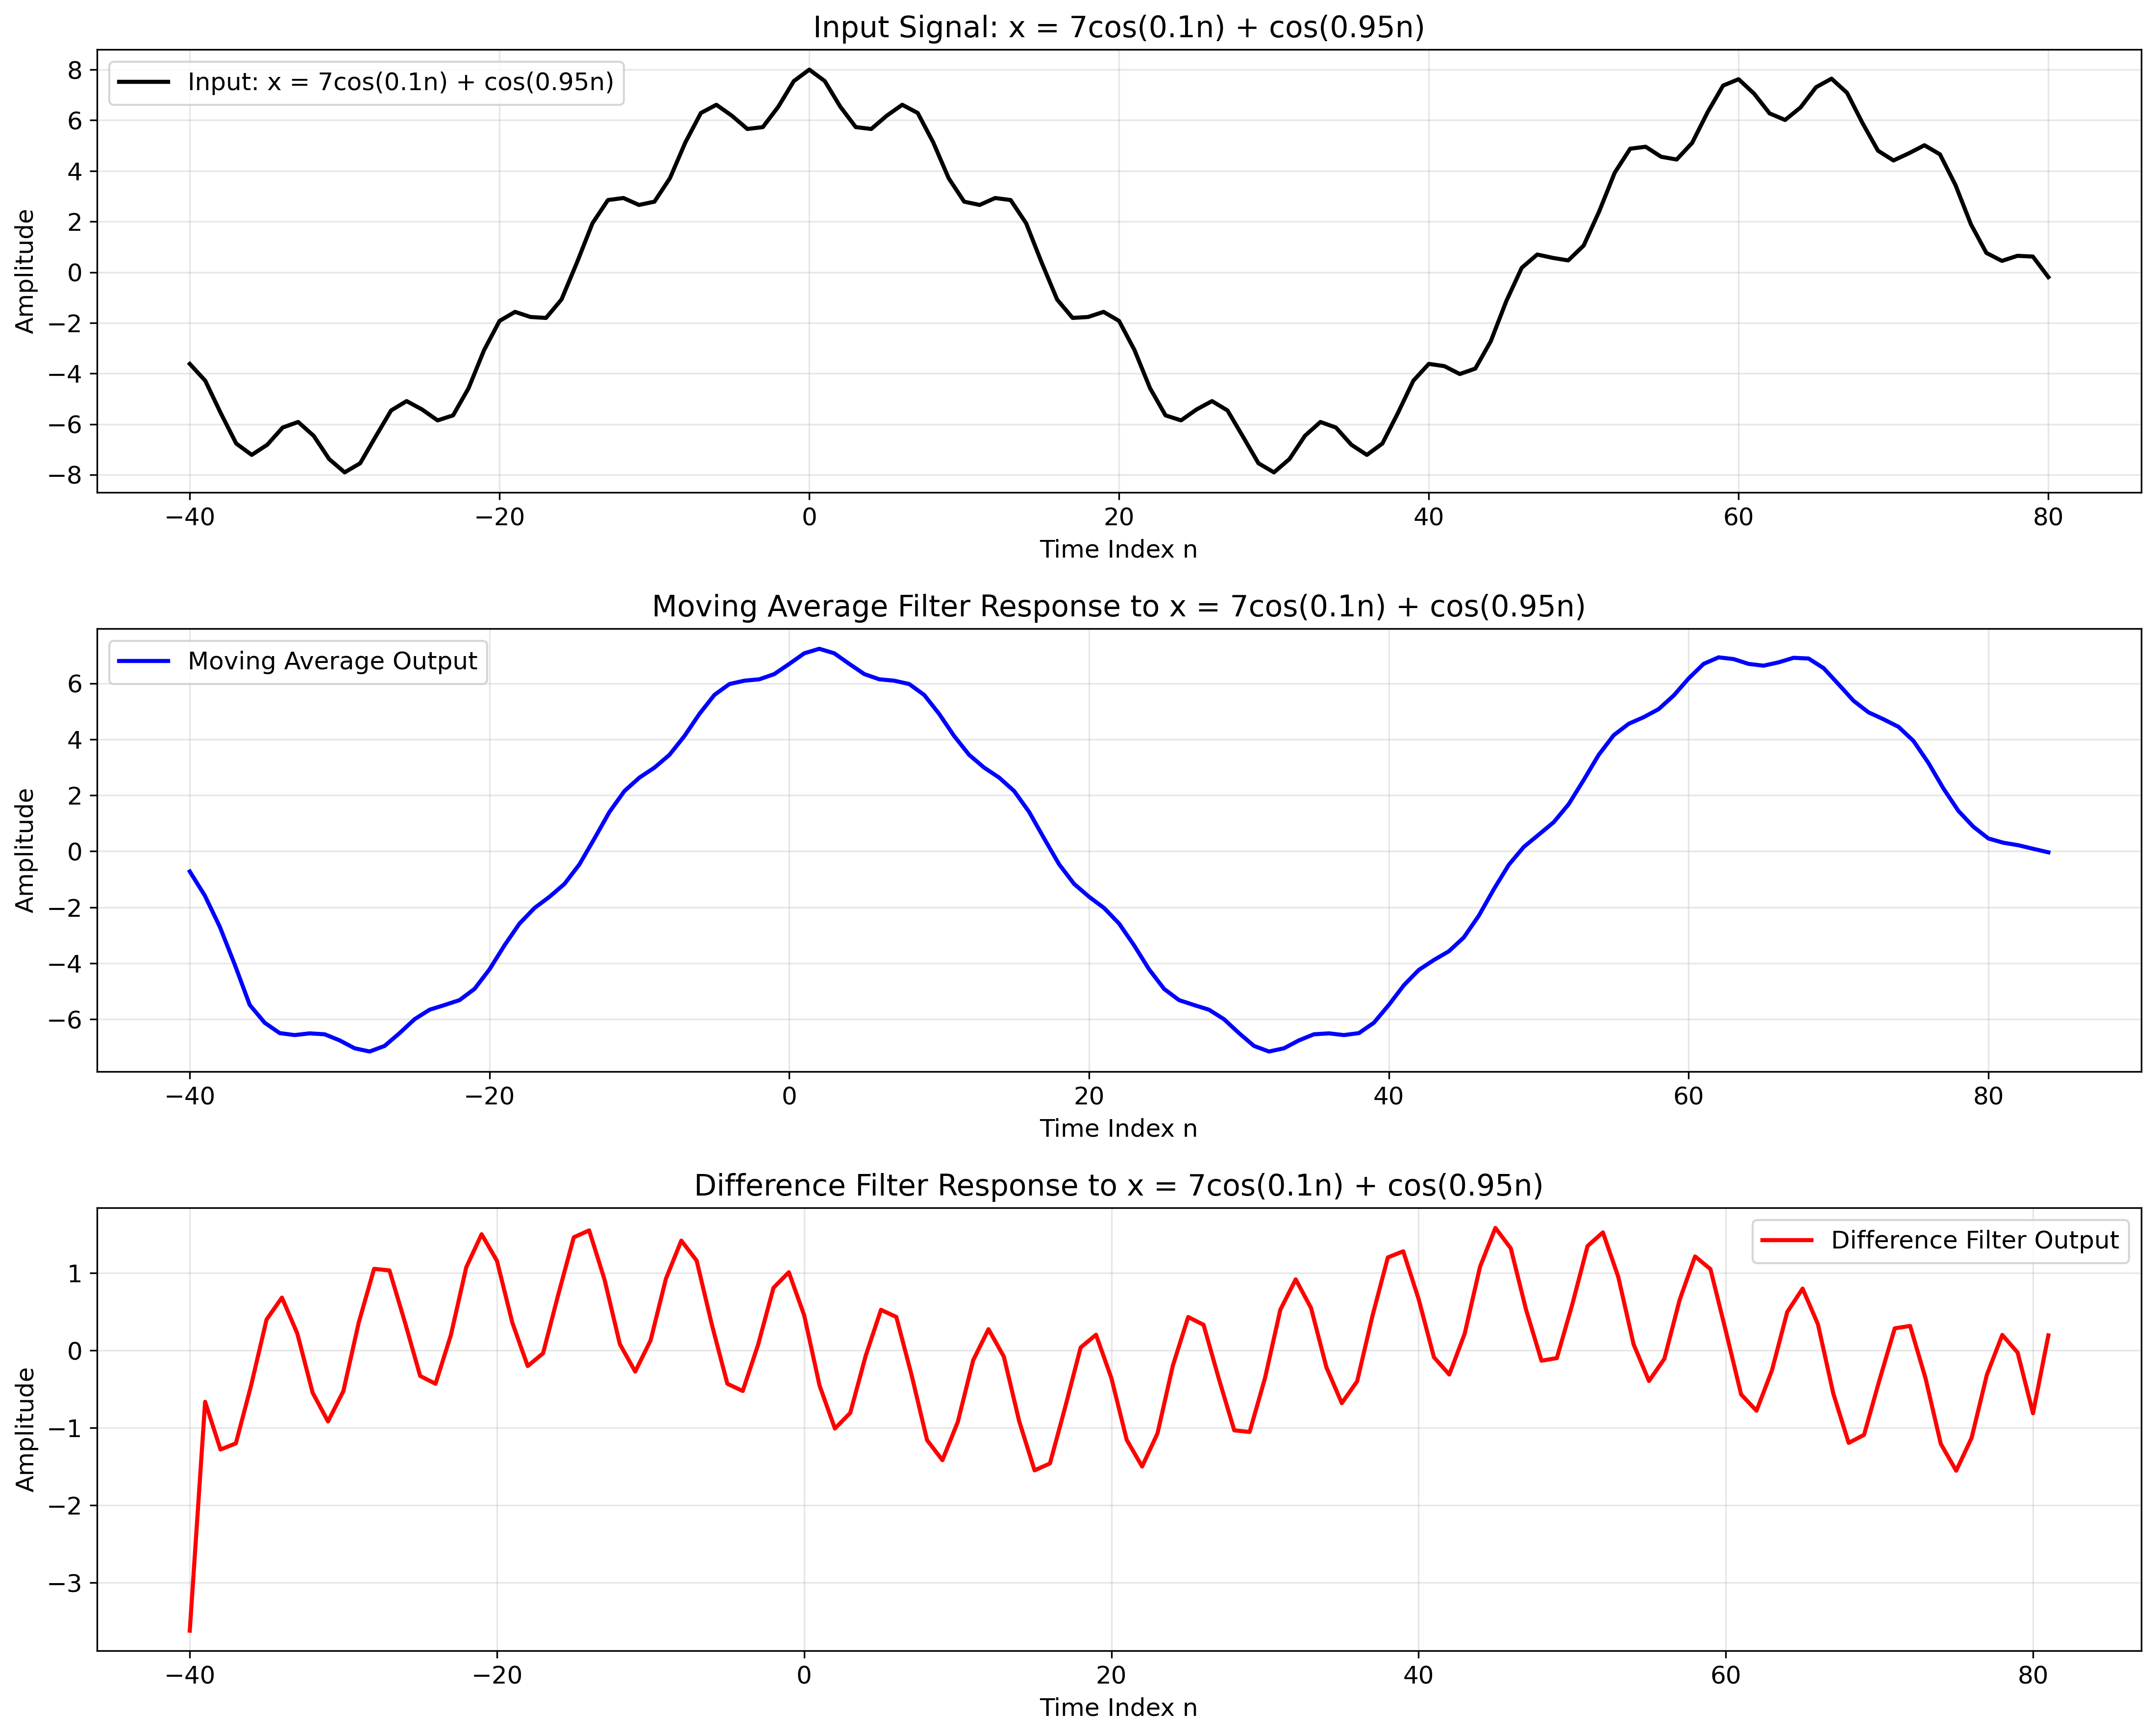 Input Signal: x = 7cos(0.1n) + cos(0.95n)
Input: x = 7cos(0.1n) + cos(0.95n)
8
6
4
2
0
−2
−4
−6
−8
Amplitude
−40 −20 0 20 40 60 80
Time Index n
Moving Average Filter Response to x = 7cos(0.1n) + cos(0.95n)
Moving Average Output
6
4
2
0
−2
−4
−6
Amplitude
−40 −20 0 20 40 60 80
Time Index n
Difference Filter Response to x = 7cos(0.1n) + cos(0.95n)
Difference Filter Output
1
0
−1
−2
−3
Amplitude
−40 −20 0 20 40 60 80
Time Index n